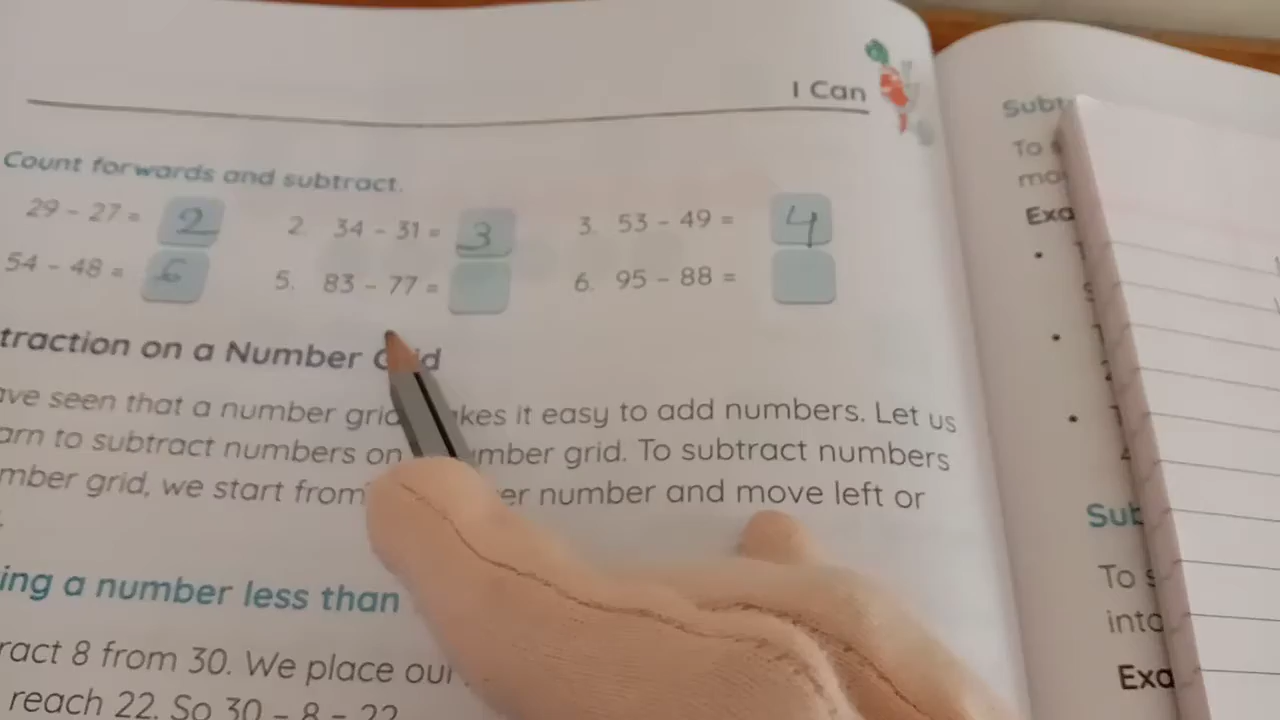 I Can
Count forwards and subtract.
29 - 27 = 2 2. 34 - 31 = 3 3. 53 - 49 = 4
54 - 48 = 6 5. 83 - 77 = 6. 95 - 88 =
traction on a Number
ave seen that a number grid kes it easy to add numbers. Let us
arn to subtract numbers on mber grid. To subtract numbers
mber grid, we start from er number and move left or
ing a number less than
ract 8 from 30. We place our
reach 22. So 30 - 8 = 22
Subt
To
Exa
Sub
To s
into
Exa